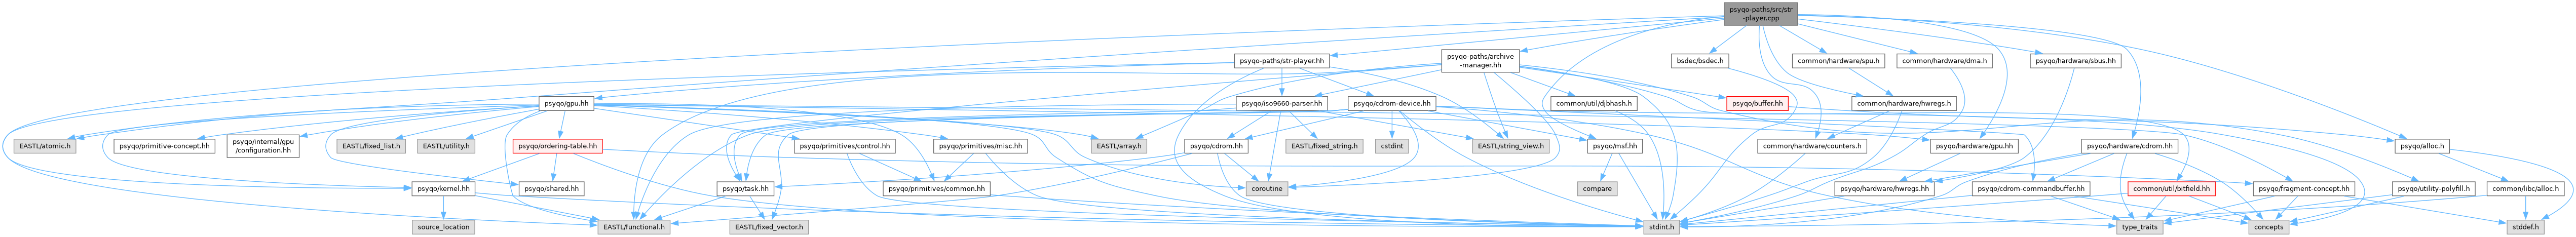 psyqo-paths/src/str
-player.cpp
psyqo-paths/str-player.hh
psyqo-paths/archive
-manager.hh
bsdec/bsdec.h
common/hardware/spu.h
common/hardware/dma.h
psyqo/hardware/sbus.hh
psyqo/gpu.hh
psyqo/iso9660-parser.hh
psyqo/cdrom-device.hh
common/util/djbhash.h
psyqo/buffer.hh
common/hardware/hwregs.h
EASTL/atomic.h
psyqo/primitive-concept.hh
psyqo/internal/gpu
/configuration.hh
EASTL/fixed_list.h
EASTL/utility.h
psyqo/ordering-table.hh
psyqo/primitives/control.hh
psyqo/primitives/misc.hh
EASTL/array.h
psyqo/cdrom.hh
EASTL/fixed_string.h
cstdint
EASTL/string_view.h
psyqo/msf.hh
common/hardware/counters.h
psyqo/hardware/gpu.hh
psyqo/hardware/cdrom.hh
psyqo/alloc.h
psyqo/kernel.hh
psyqo/shared.hh
psyqo/primitives/common.hh
psyqo/task.hh
coroutine
compare
psyqo/hardware/hwregs.hh
psyqo/cdrom-commandbuffer.hh
common/util/bitfield.hh
psyqo/fragment-concept.hh
psyqo/utility-polyfill.h
common/libc/alloc.h
source_location
EASTL/functional.h
EASTL/fixed_vector.h
stdint.h
type_traits
concepts
stddef.h